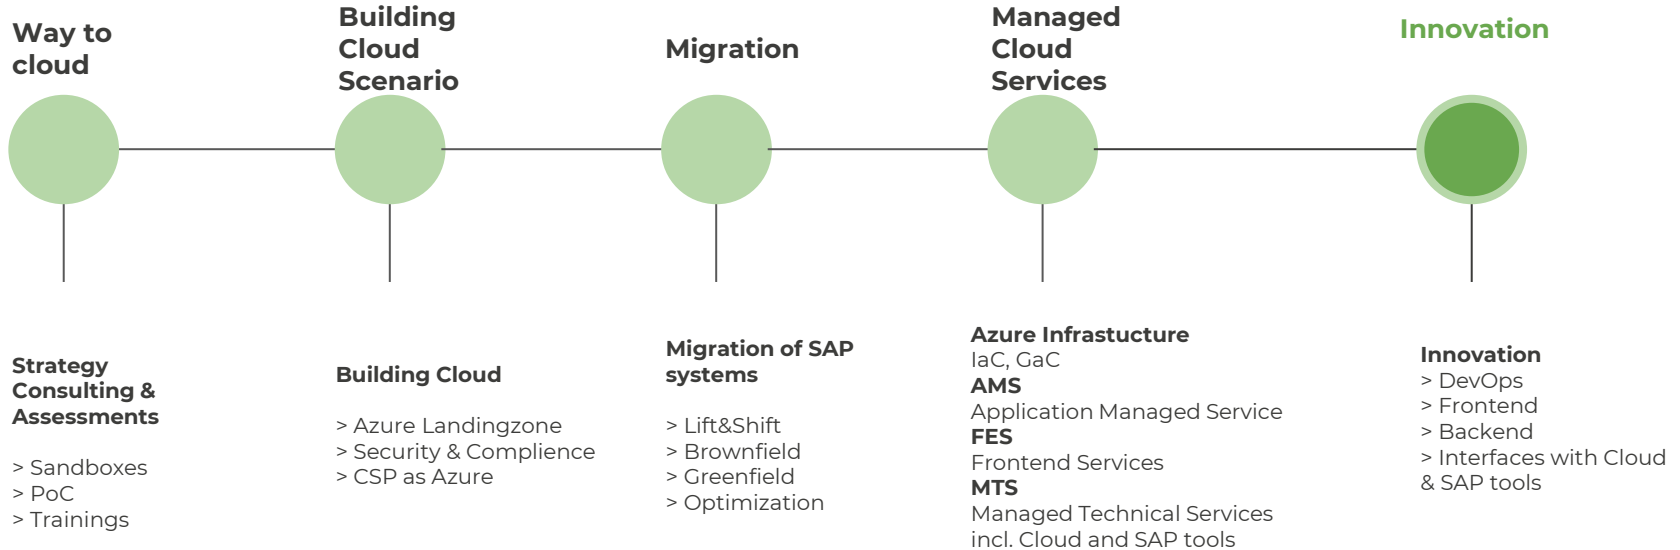 Way to
cloud
Building
Cloud
Scenario
Migration
Managed
Cloud
Services
Innovation
Strategy
Consulting &
Assessments
> Sandboxes
> PoC
> Trainings
Building Cloud
> Azure Landingzone
> Security & Complience
> CSP as Azure
Migration of SAP
systems
> Lift&Shift
> Brownfield
> Greenfield
> Optimization
Azure Infrastucture
IaC, GaC
AMS
Application Managed Service
FES
Frontend Services
MTS
Managed Technical Services
incl. Cloud and SAP tools
Innovation
> DevOps
> Frontend
> Backend
> Interfaces with Cloud
& SAP tools